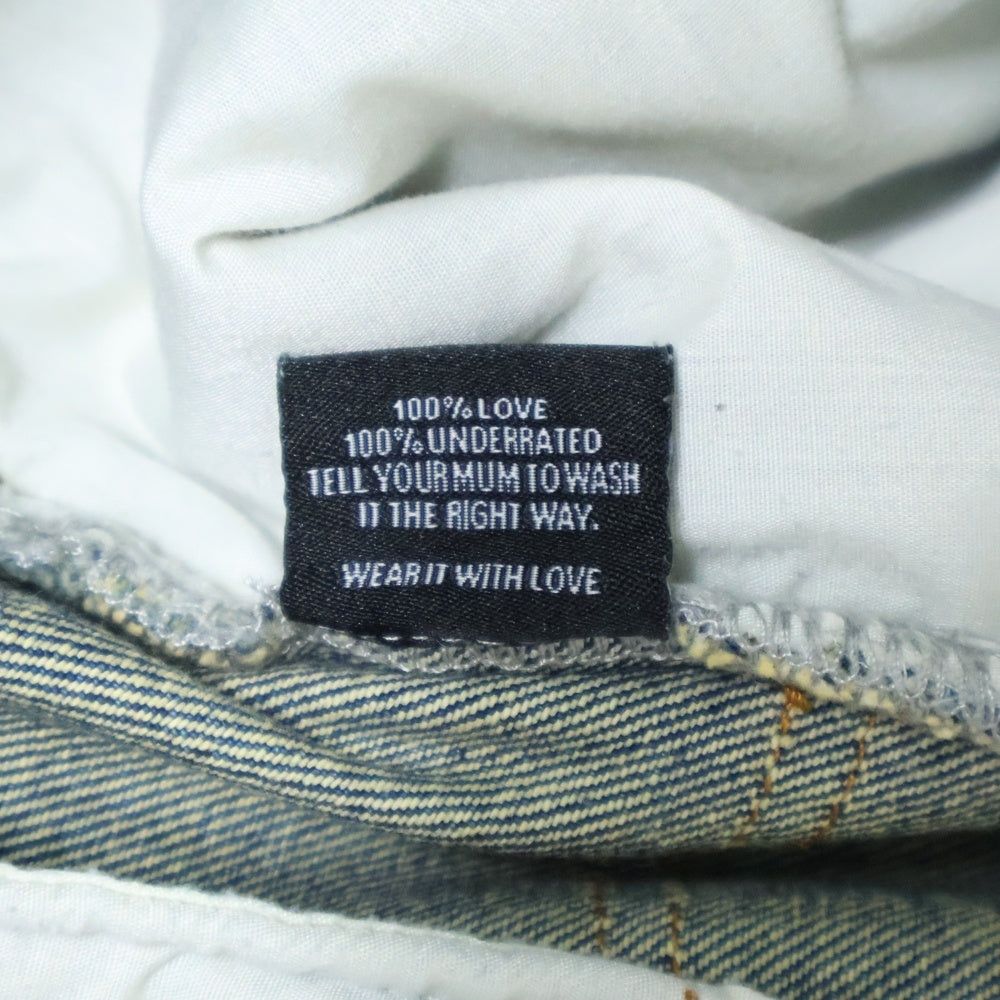 100% LOVE
100% UNDERRATED
TELL YOUR MUM TO WASH
IT THE RIGHT WAY.
WEAR IT WITH LOVE